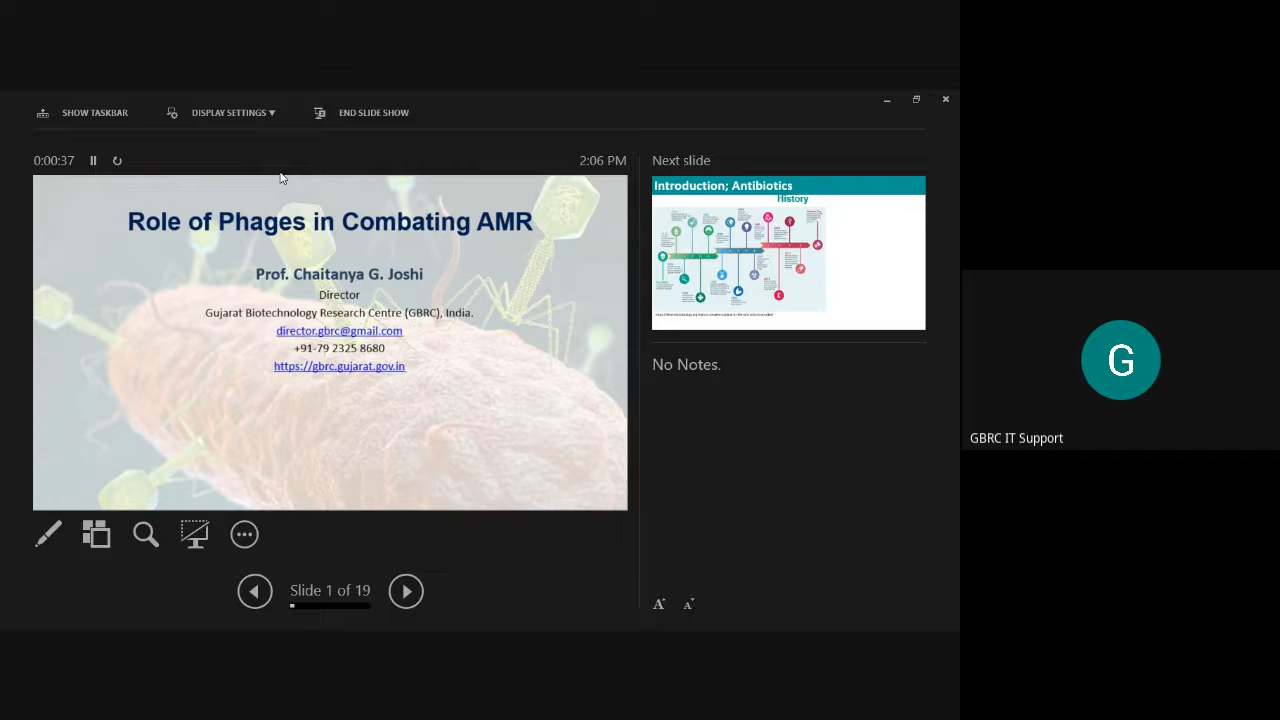 SHOW TASKBAR
DISPLAY SETTINGS ▼
END SLIDE SHOW
0:00:37
2:06 PM
Role of Phages in Combating AMR
Prof. Chaitanya G. Joshi
Director
Gujarat Biotechnology Research Centre (GBRC), India.
director.gbrc@gmail.com
+91-79 2325 8680
https://gbrc.gujarat.gov.in
Slide 1 of 19
Next slide
Introduction; Antibiotics
History
No Notes.
A A
G
GBRC IT Support